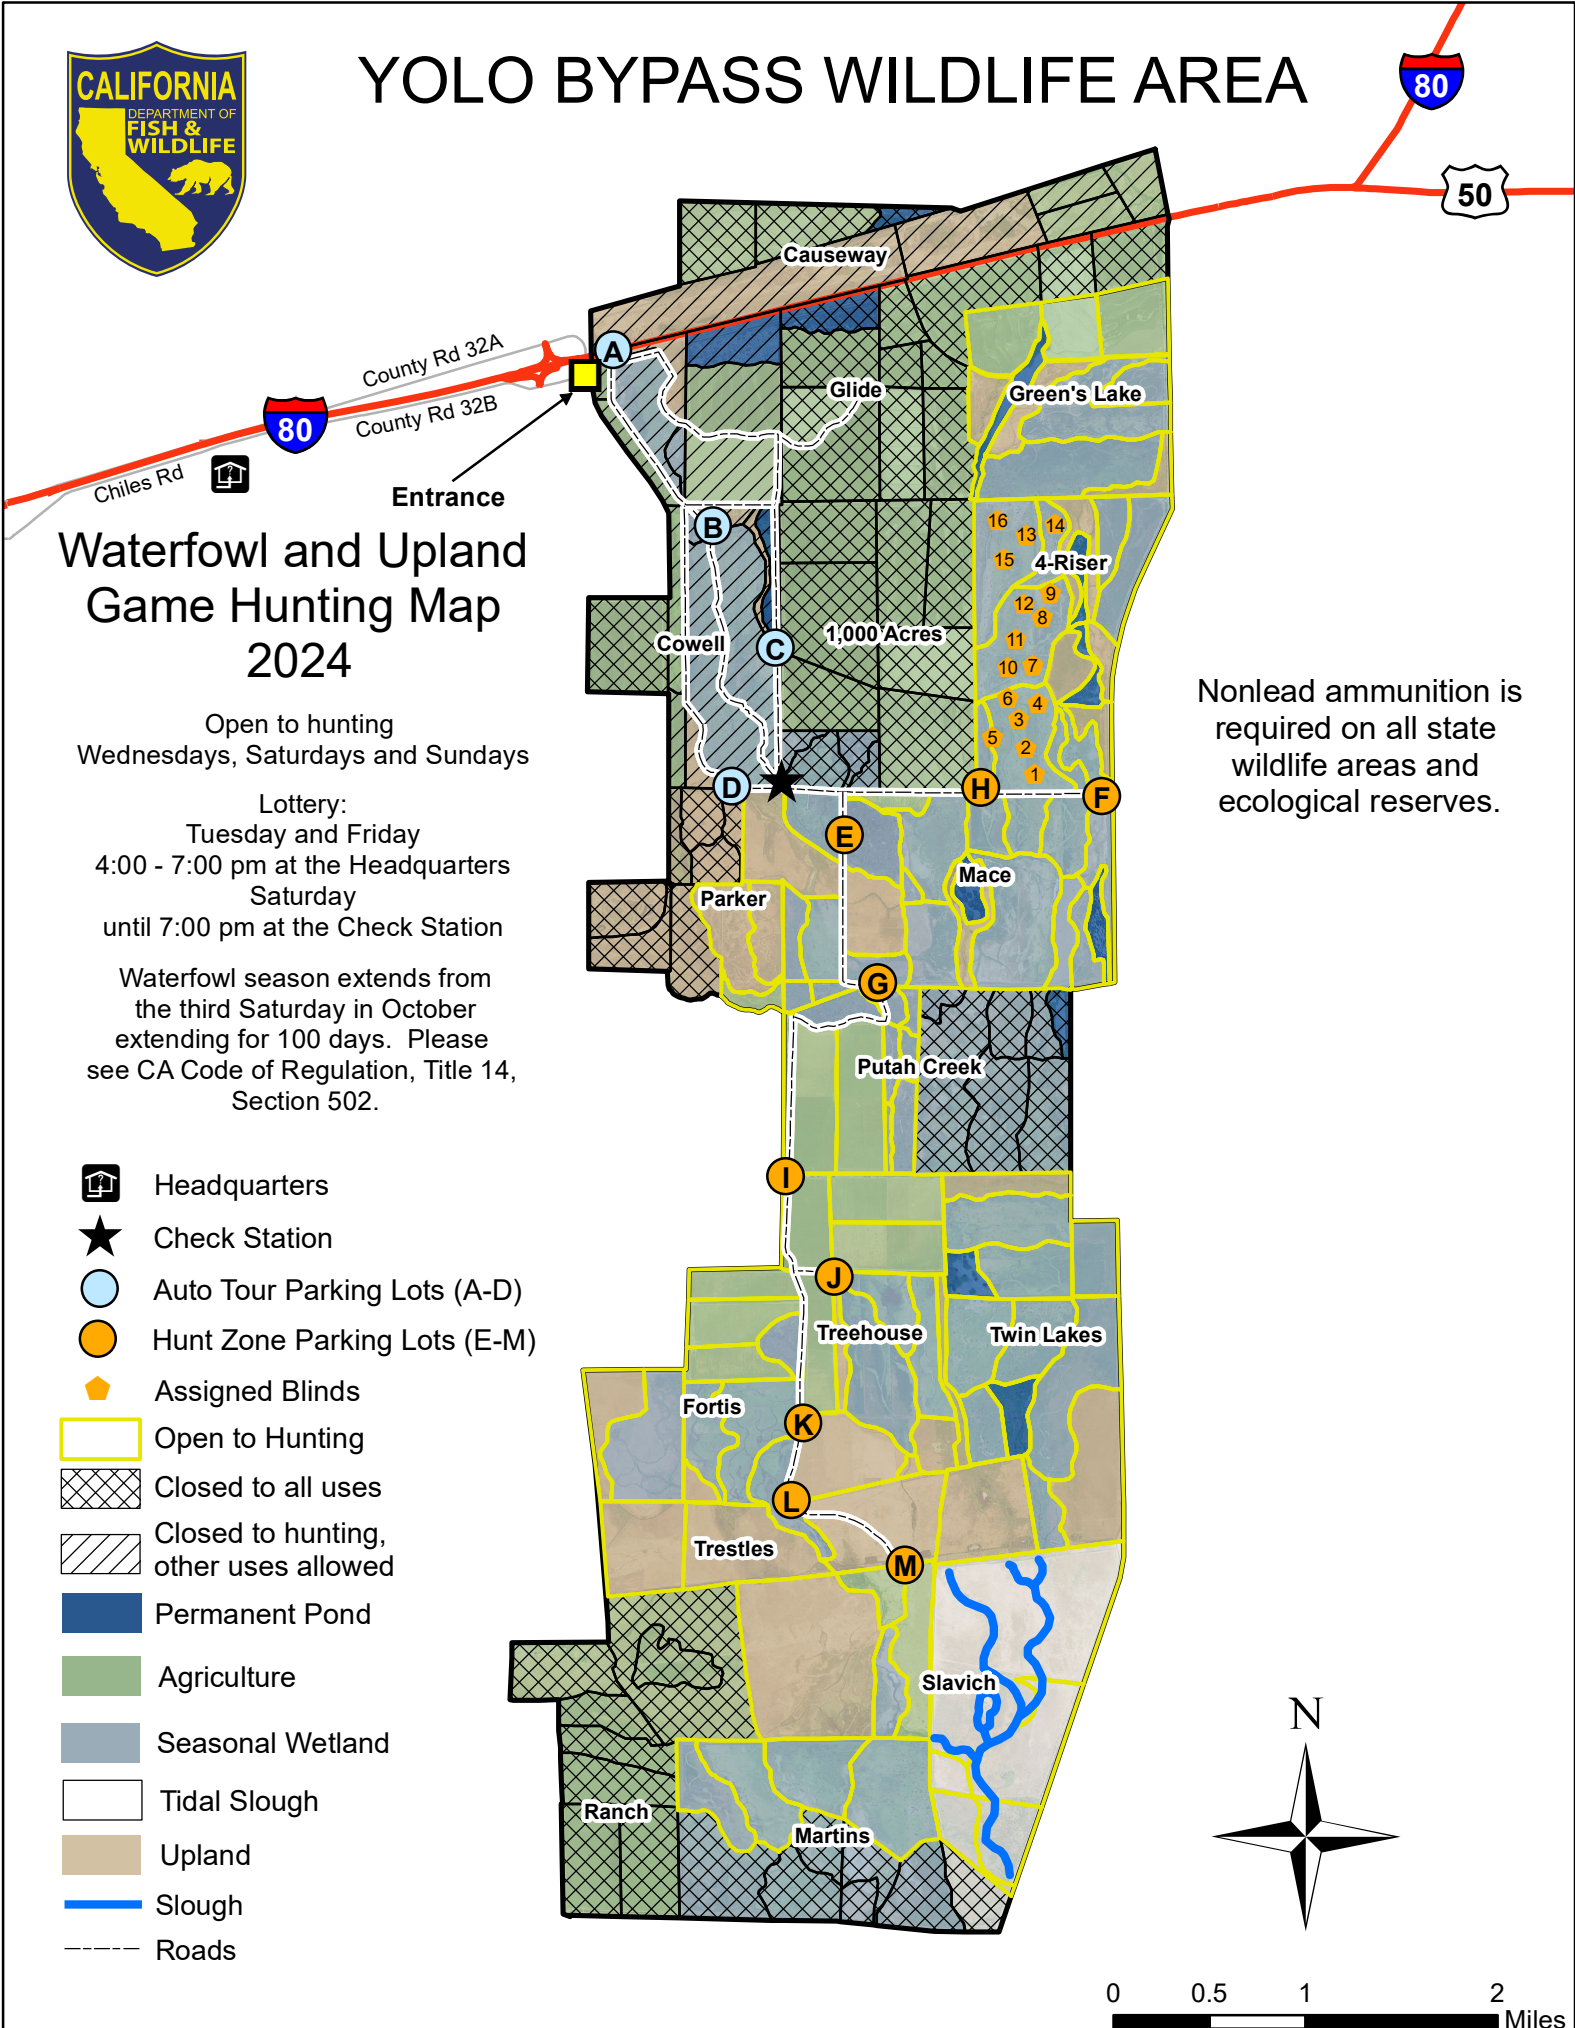 YOLO BYPASS WILDLIFE AREA
CALIFORNIA
DEPARTMENT OF
FISH &
WILDLIFE
80
50
Causeway
County Rd 32A
A
County Rd 32B
80
Chiles Rd
Entrance
Glide
Green's Lake
Waterfowl and Upland
Game Hunting Map
2024
Open to hunting
Wednesdays, Saturdays and Sundays
Lottery:
Tuesday and Friday
4:00 - 7:00 pm at the Headquarters
Saturday
until 7:00 pm at the Check Station
Waterfowl season extends from
the third Saturday in October
extending for 100 days. Please
see CA Code of Regulation, Title 14,
Section 502.
B
16
13
14
15
4-Riser
9
12
8
Cowell
C
1,000 Acres
11
10
7
6
4
3
5
2
1
D
H
F
Nonlead ammunition is
required on all state
wildlife areas and
ecological reserves.
E
Mace
Parker
G
Putah Creek
I
J
Treehouse
Twin Lakes
Fortis
K
L
Trestles
M
Slavich
Ranch
Martins
Headquarters
Check Station
Auto Tour Parking Lots (A-D)
Hunt Zone Parking Lots (E-M)
Assigned Blinds
Open to Hunting
Closed to all uses
Closed to hunting,
other uses allowed
Permanent Pond
Agriculture
Seasonal Wetland
Tidal Slough
Upland
Slough
Roads
N
0 0.5 1 2
Miles